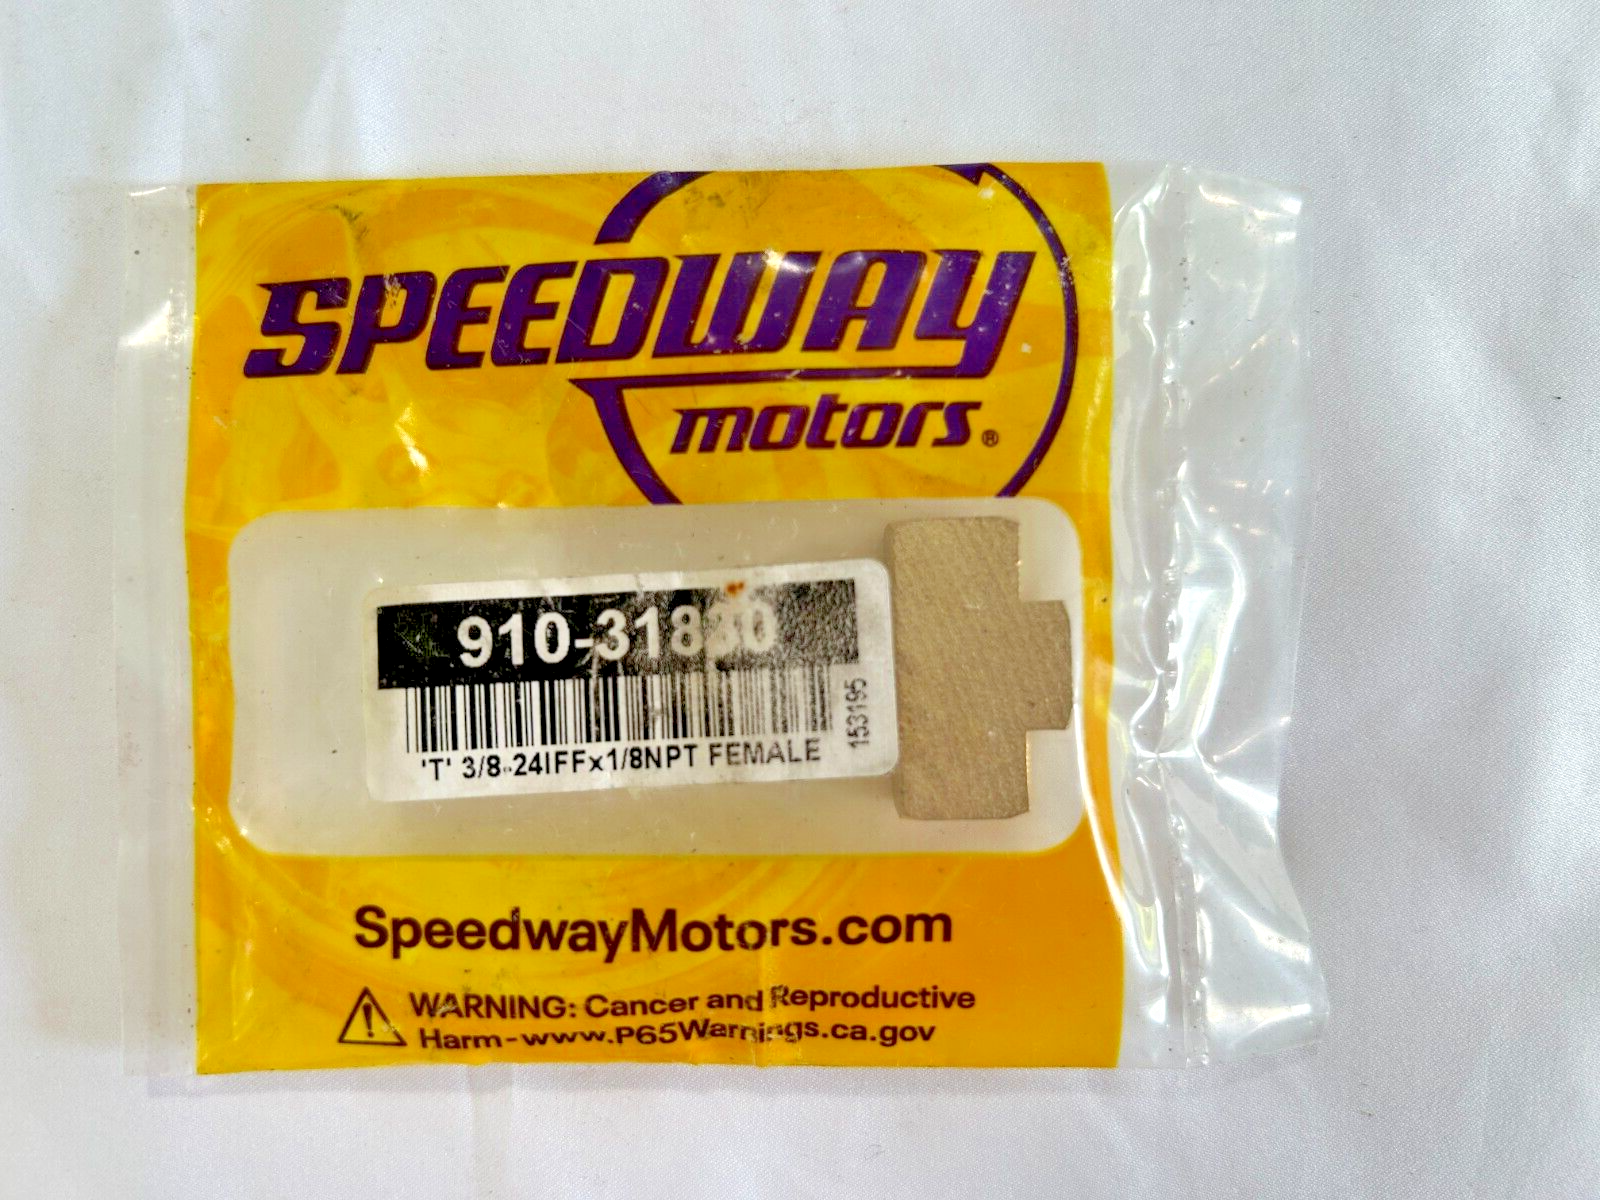 SPEEDWAY
motors®
910-31830
153195
'T' 3/8-24IFFx1/8NPT FEMALE
SpeedwayMotors.com
WARNING: Cancer and Reproductive
Harm-www.P65Warnings.ca.gov